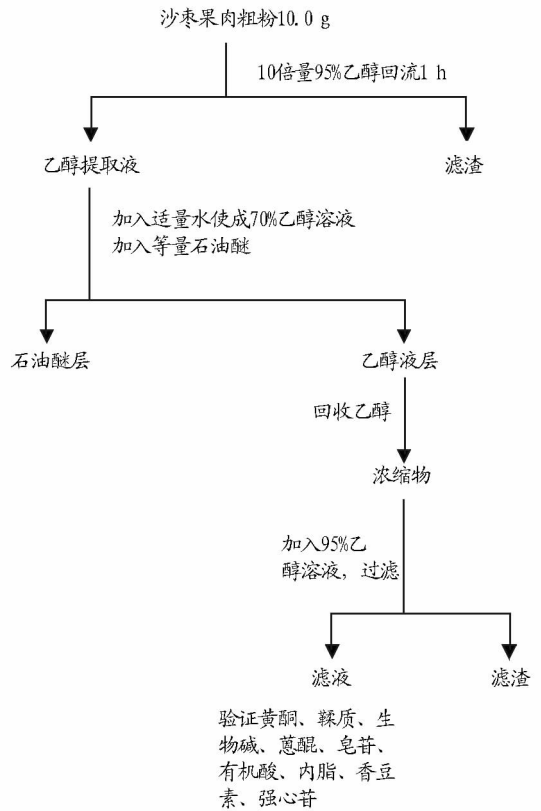 沙枣果肉粗粉10.0 g
10倍量95%乙醇回流1 h
乙醇提取液
滤渣
加入适量水使成70%乙醇溶液
加入等量石油醚
石油醚层
乙醇液层
回收乙醇
浓缩物
加入95%乙
醇溶液，过滤
滤液
滤渣
验证黄酮、鞣质、生
物碱、蒽醌、皂苷、
有机酸、内脂、香豆
素、强心苷